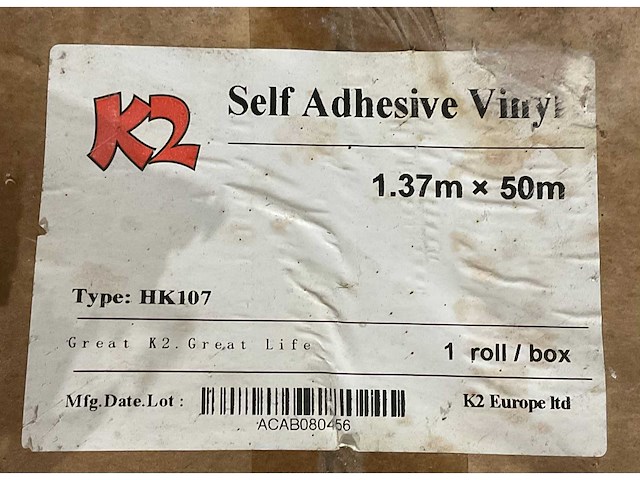 K2
Self Adhesive Vinyl
1.37m × 50m
Type: HK107
Great K2.Great Life
1 roll / box
Mfg.Date.Lot :
ACAB080456
K2 Europe ltd